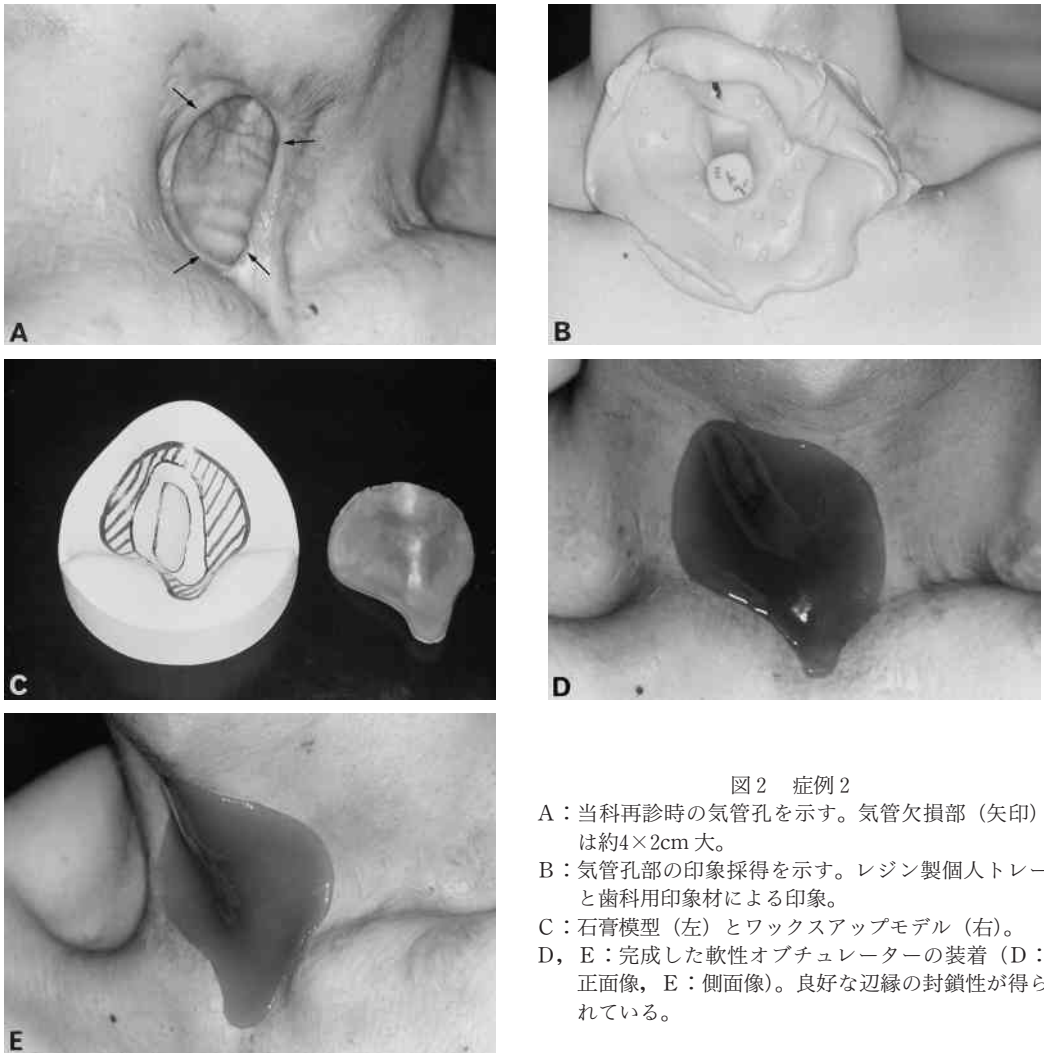 A
B
C
D
E
図2 症例2
A：当科再診時の気管孔を示す。気管欠損部（矢印）
は約4×2cm 大。
B：気管孔部の印象採得を示す。レジン製個人トレー
と歯科用印象材による印象。
C：石膏模型（左）とワックスアップモデル（右）。
D，E：完成した軟性オブチュレーターの装着（D：
正面像，E：側面像）。良好な辺縁の封鎖性が得ら
れている。